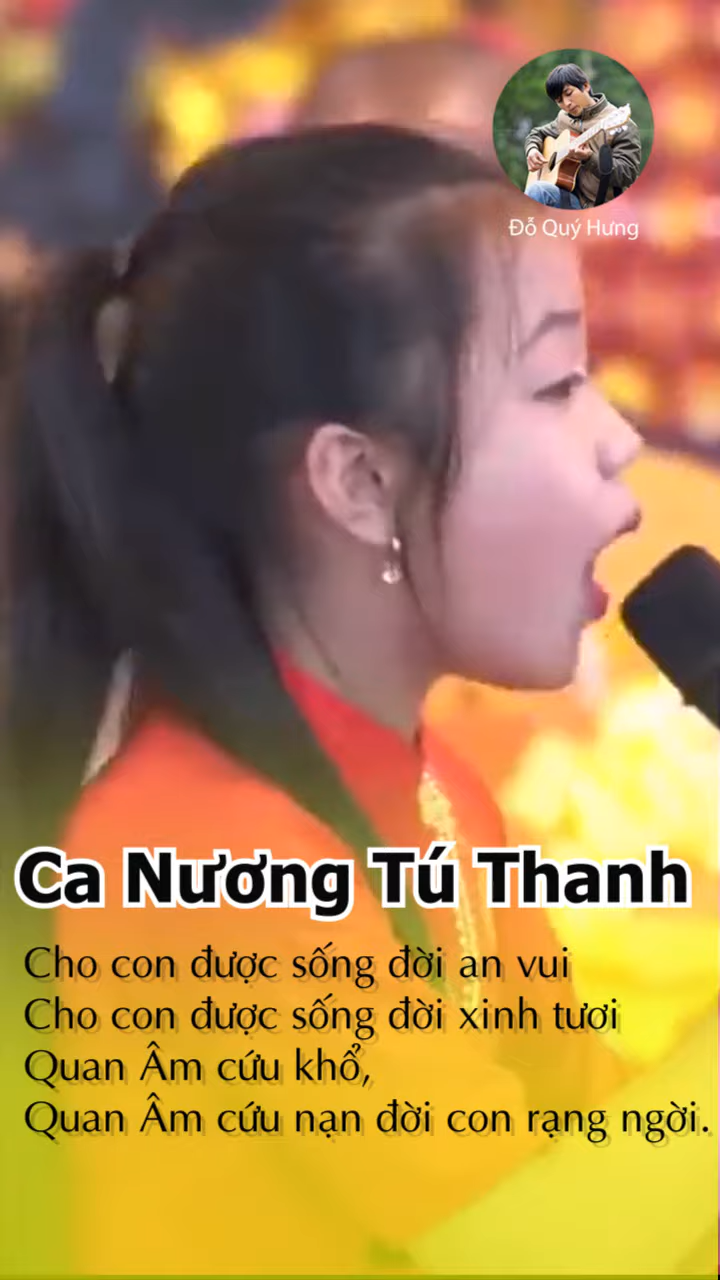 Đỗ Quý Hưng
Ca Nương Tú Thanh
Cho con được sống đời an vui
Cho con được sống đời xinh tươi
Quan Âm cứu khổ,
Quan Âm cứu nạn đời con rạng ngời.